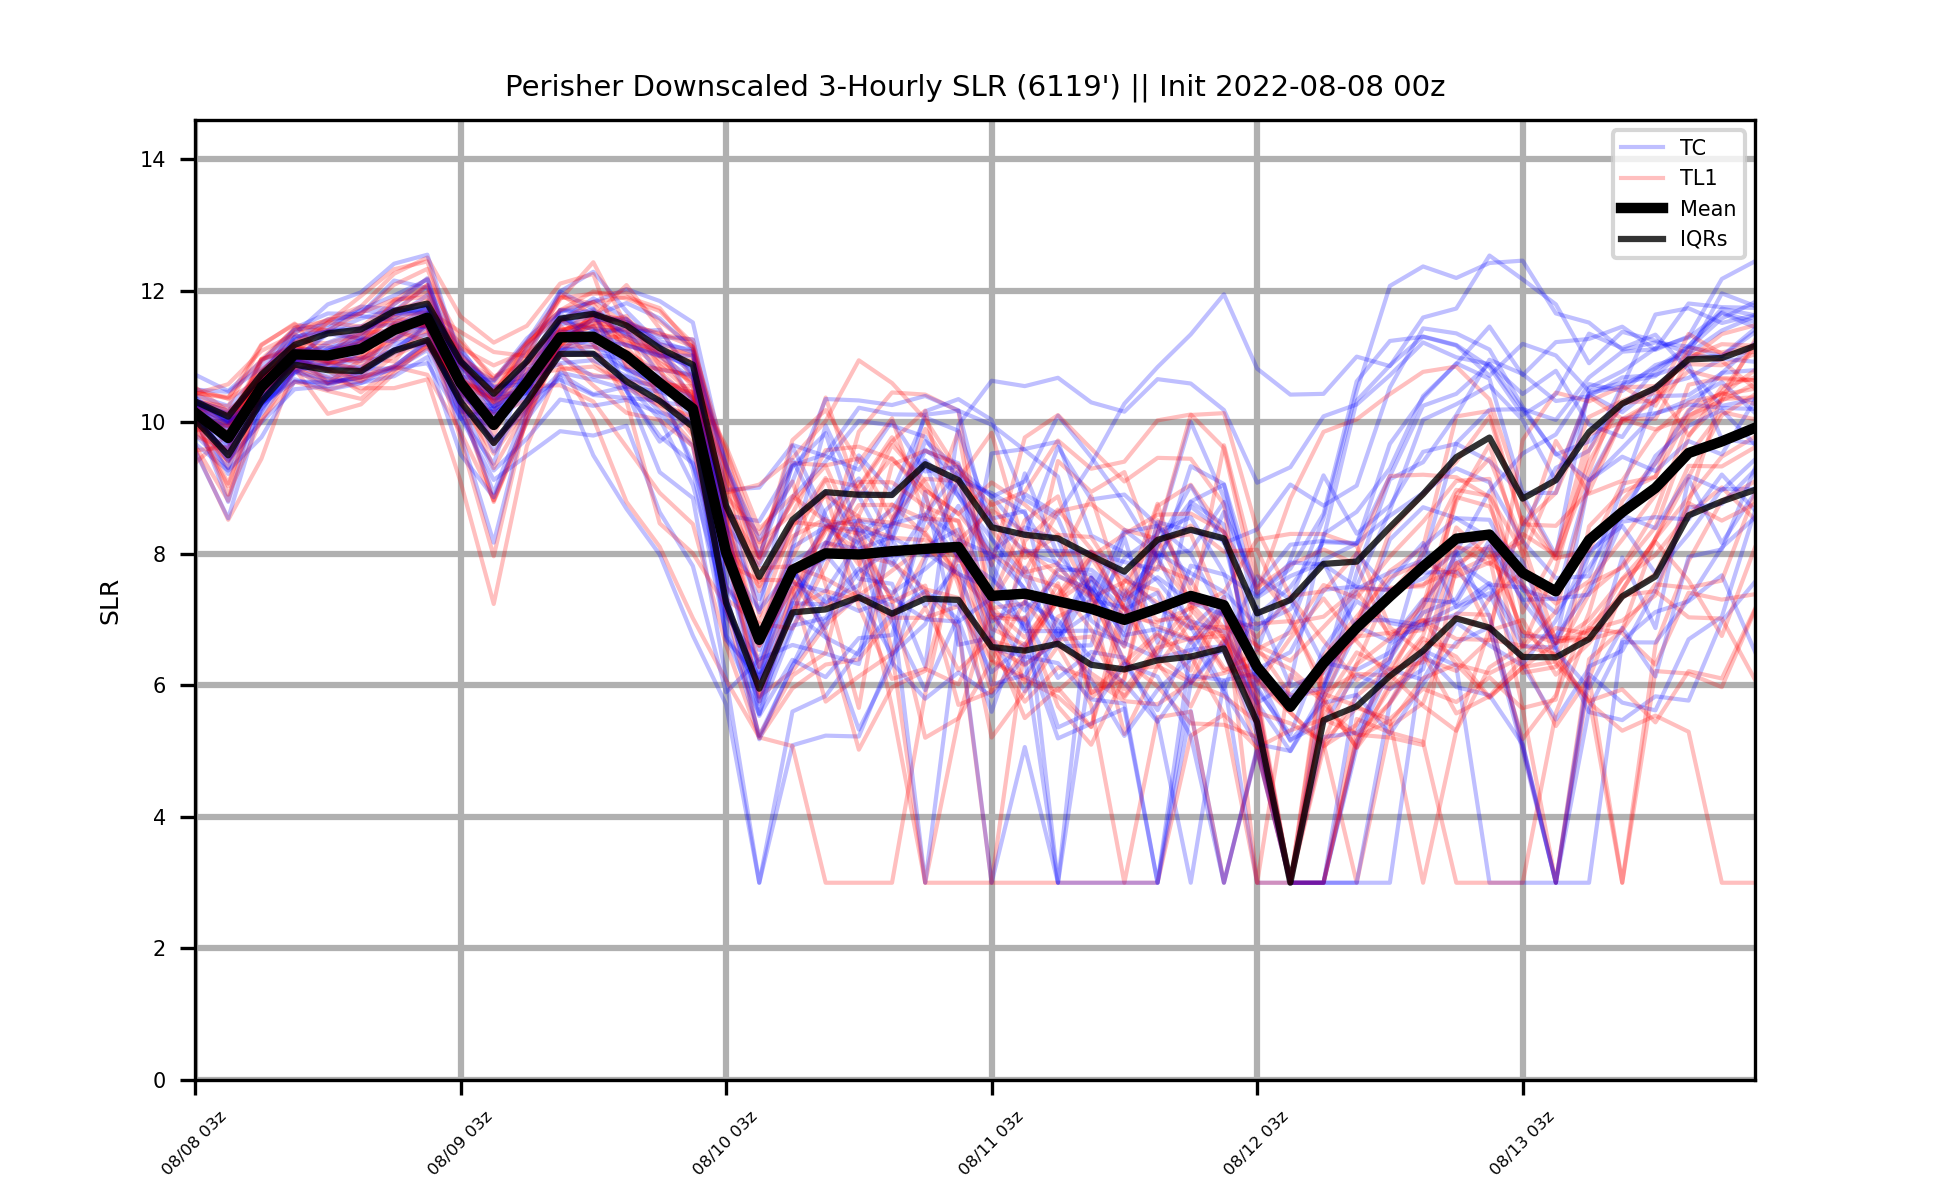 Perisher Downscaled 3-Hourly SLR (6119') || Init 2022-08-08 00z
TC
TL1
Mean
IQRs
SLR
14
12
10
8
6
4
2
0
08/08 03z
08/09 03z
08/10 03z
08/11 03z
08/12 03z
08/13 03z